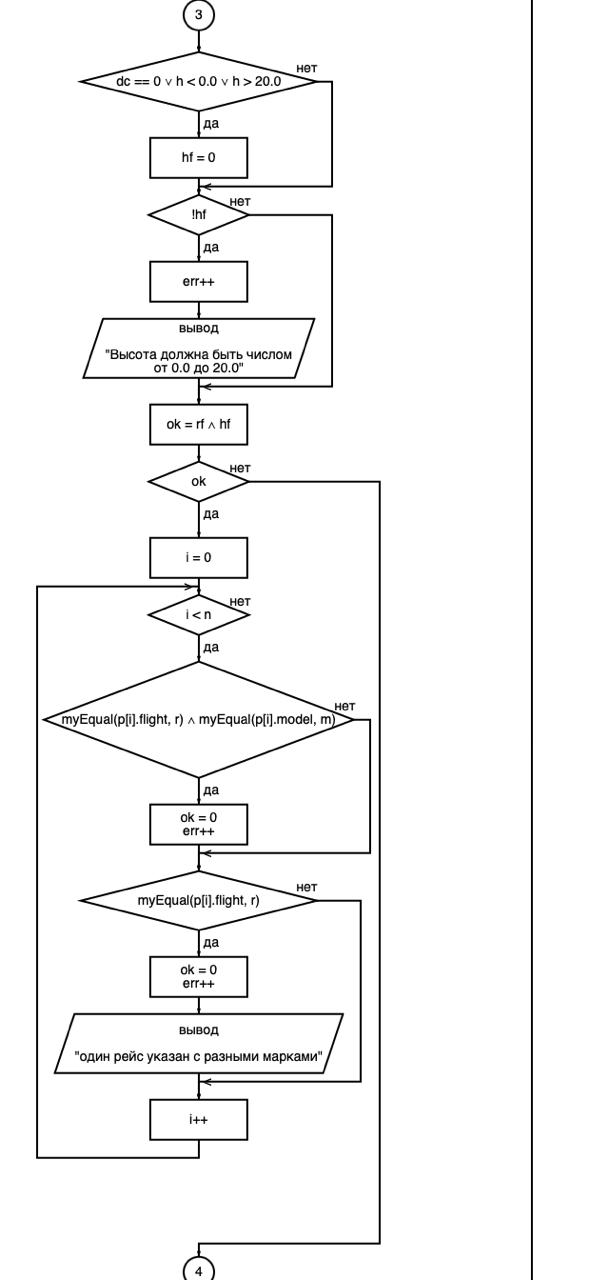 3
нет
dc == 0 ∨ h < 0.0 ∨ h > 20.0
да
hf = 0
нет
!hf
да
err++
вывод
"Высота должна быть числом
от 0.0 до 20.0"
ok = rf ∧ hf
нет
ok
да
i = 0
нет
i < n
да
нет
myEqual(p[i].flight, r) ∧ myEqual(p[i].model, m)
да
ok = 0
err++
нет
myEqual(p[i].flight, r)
да
ok = 0
err++
вывод
"один рейс указан с разными марками"
i++
4